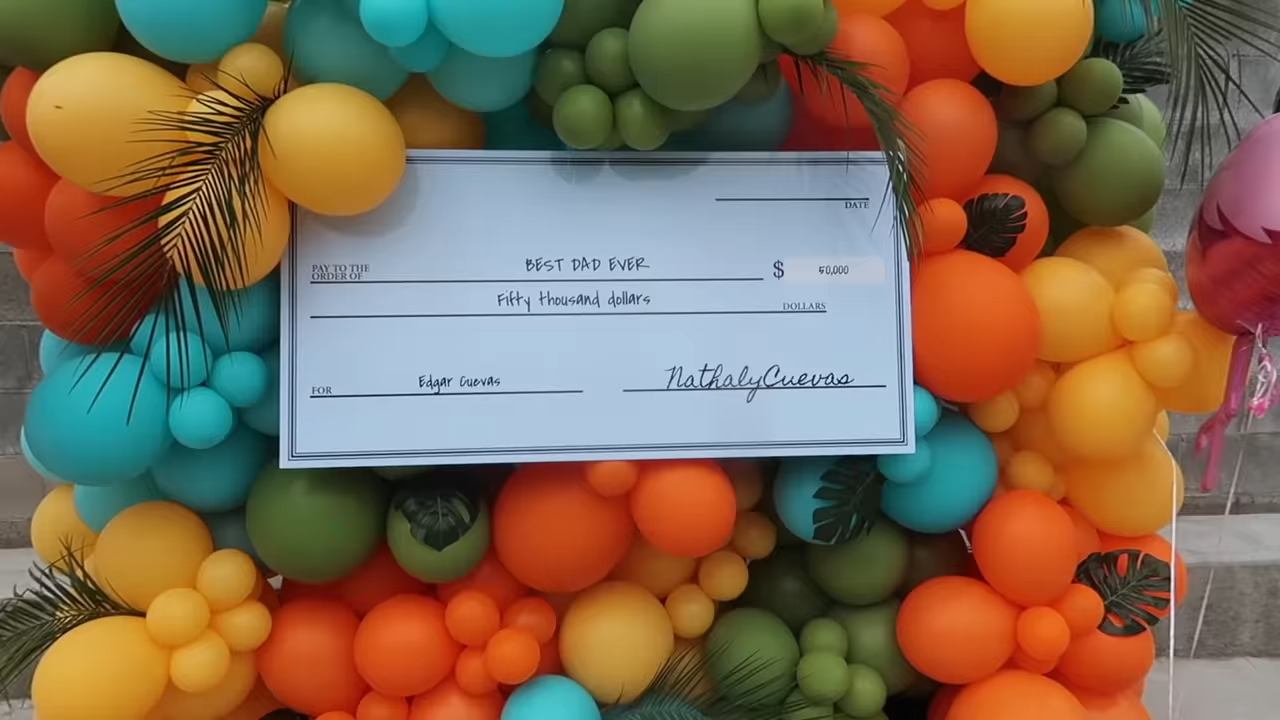 DATE
PAY TO THE
ORDER OF
BEST DAD EVER
$ 50,000
Fifty thousand dollars
DOLLARS
FOR
Edgar Cuevas
NathalyCuevas